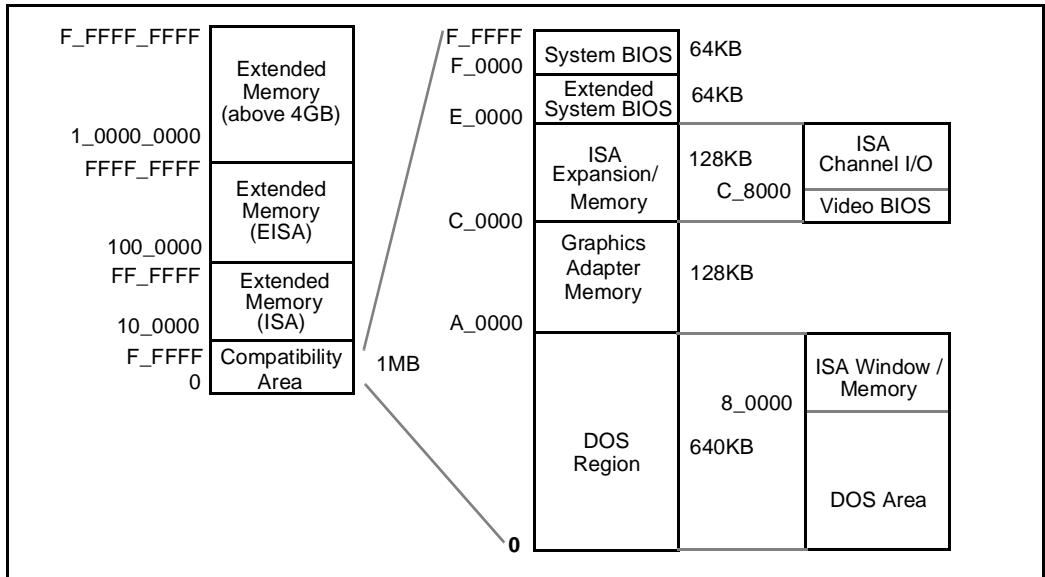 F_FFFF_FFFF
Extended
Memory
(above 4GB)
1_0000_0000
FFFF_FFFF
Extended
Memory
(EISA)
100_0000
FF_FFFF
Extended
Memory
(ISA)
10_0000
F_FFFF
Compatibility
Area
0
1MB
F_FFFF
System BIOS
64KB
F_0000
Extended
System BIOS
64KB
E_0000
ISA
Expansion/
Memory
128KB
ISA
Channel I/O
C_8000
Video BIOS
C_0000
Graphics
Adapter
Memory
128KB
A_0000
ISA Window /
Memory
8_0000
DOS
Region
640KB
DOS Area
0